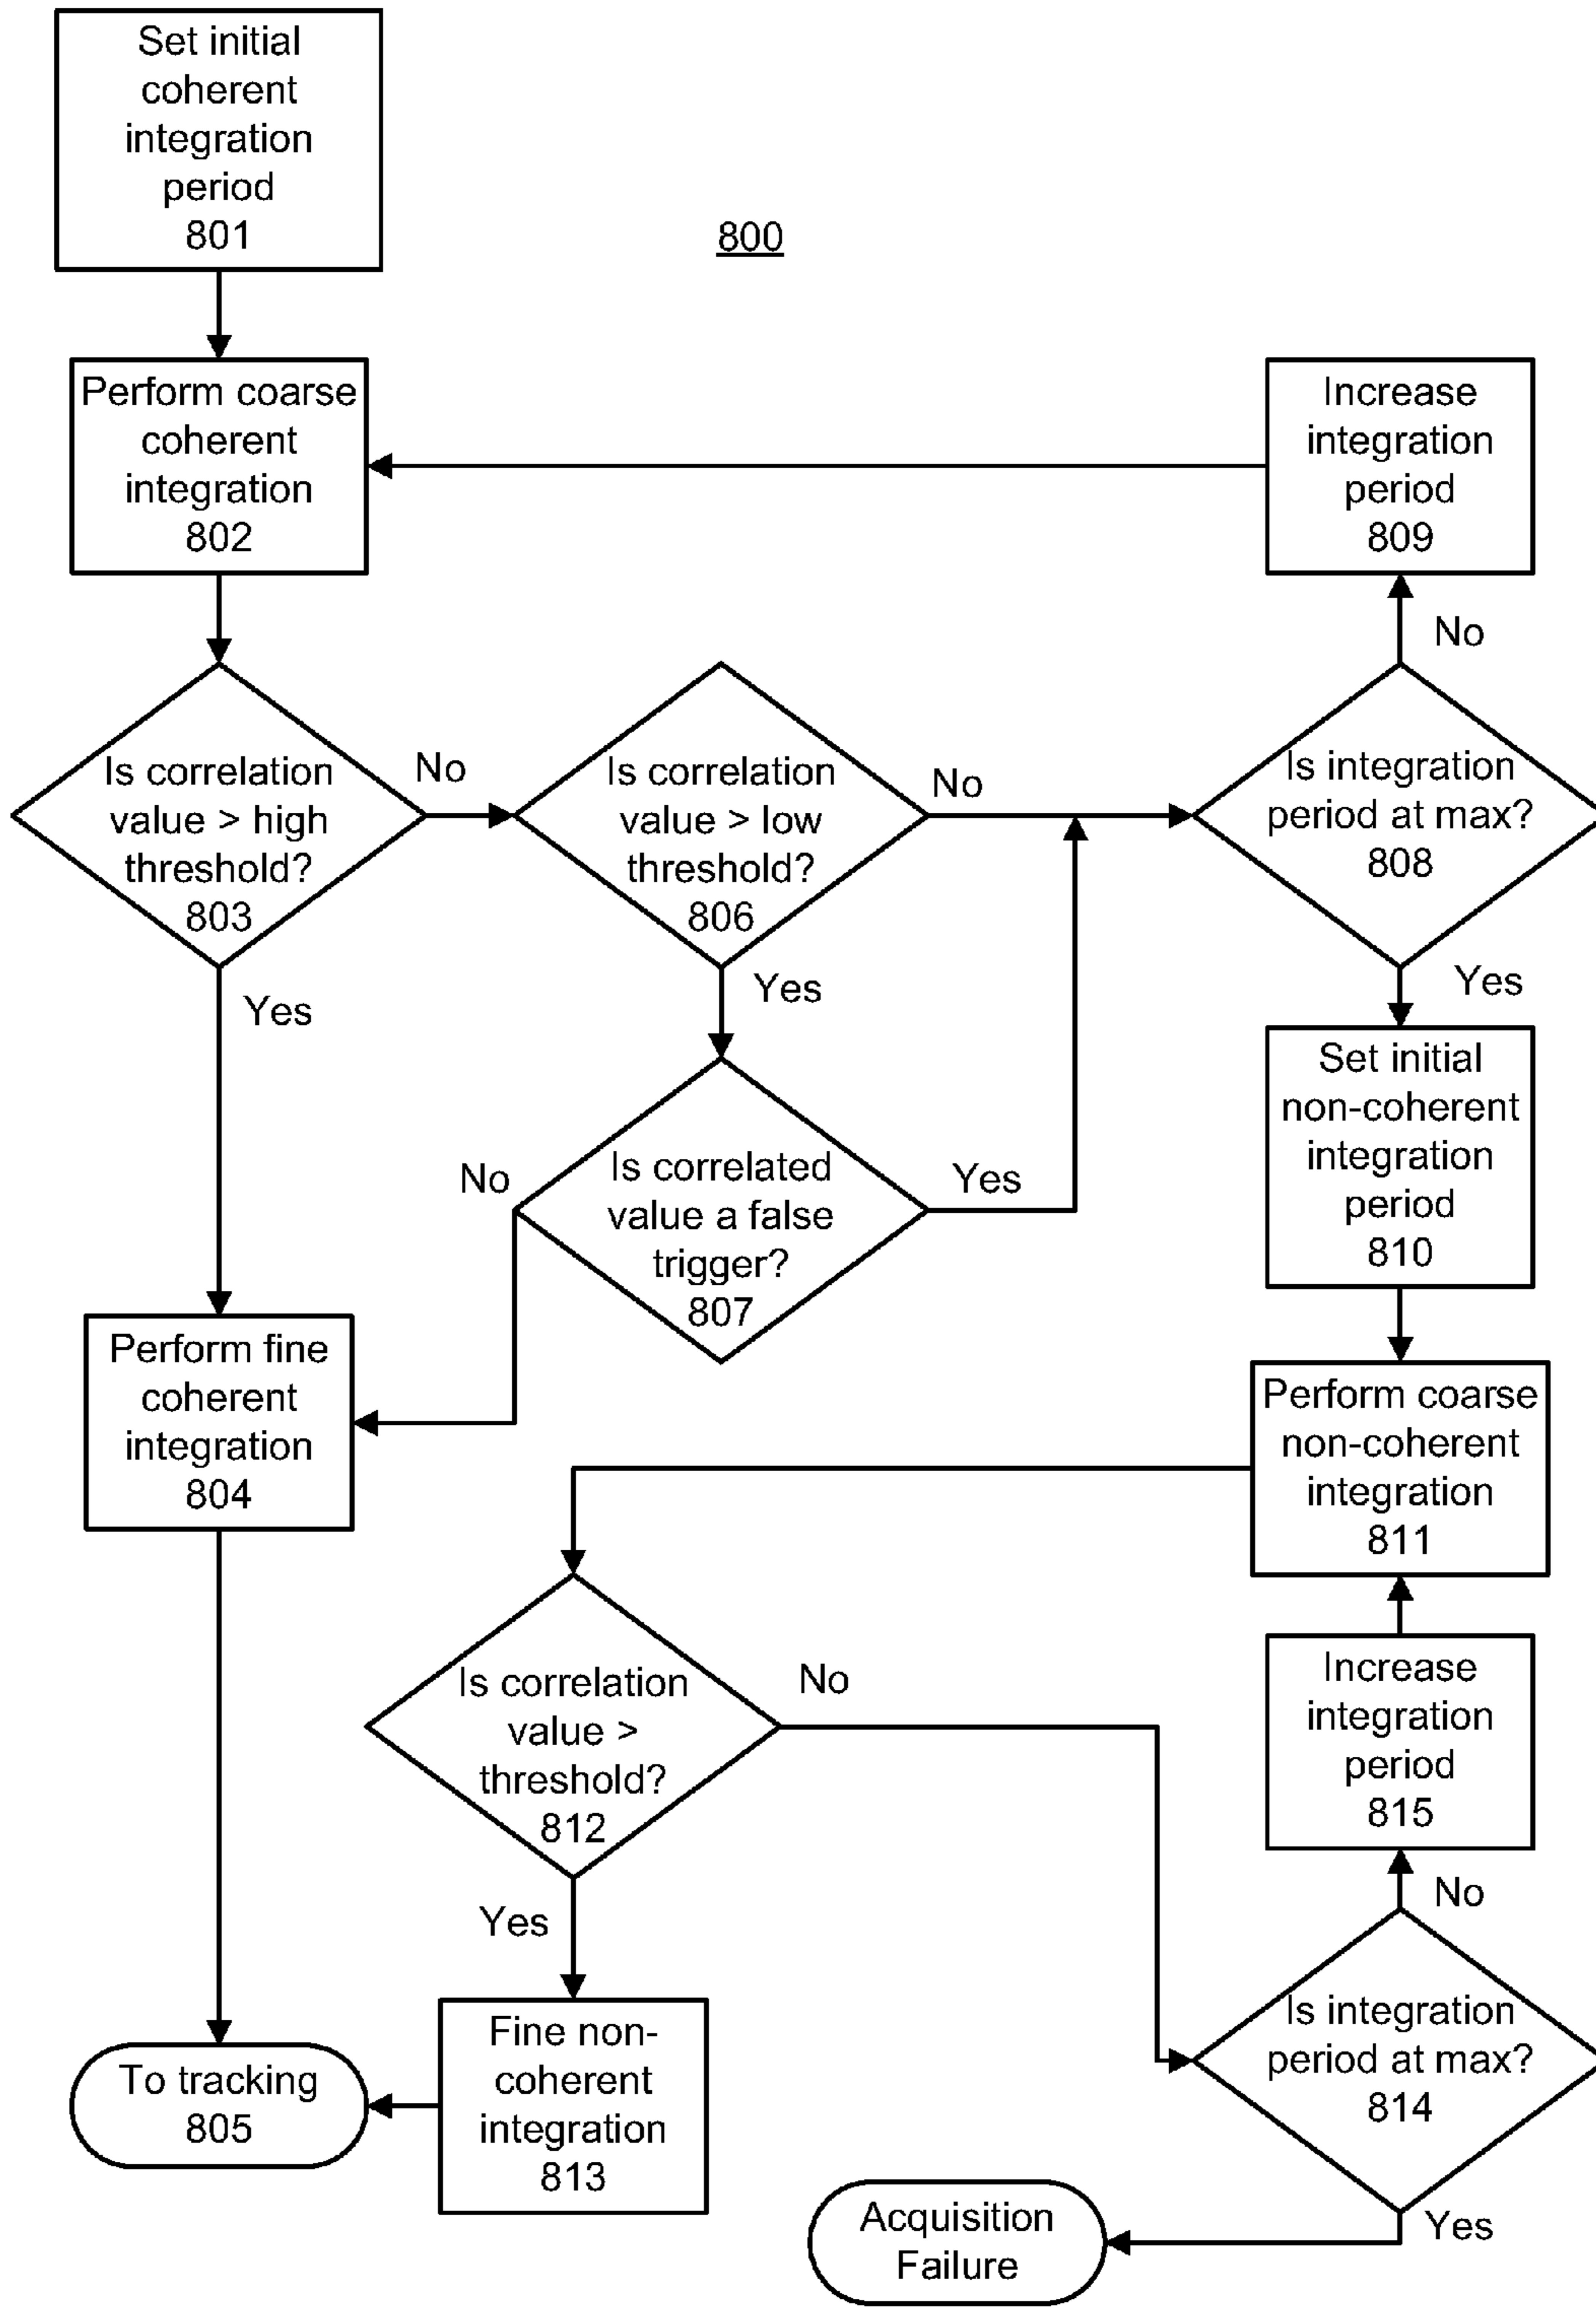 Set initial
coherent
integration
period
801
800
Perform coarse
coherent
integration
802
Increase
integration
period
809
No
Is correlation
value > high
threshold?
803
No
Is correlation
value > low
threshold?
806
No
Is integration
period at max?
808
Yes
Yes
Yes
Set initial
non-coherent
integration
period
810
No
Is correlated
value a false
trigger?
807
Yes
Perform fine
coherent
integration
804
Perform coarse
non-coherent
integration
811
Is correlation
value >
threshold?
812
No
Increase
integration
period
815
Yes
No
Fine non-
coherent
integration
813
Is integration
period at max?
814
To tracking
805
Acquisition
Failure
Yes